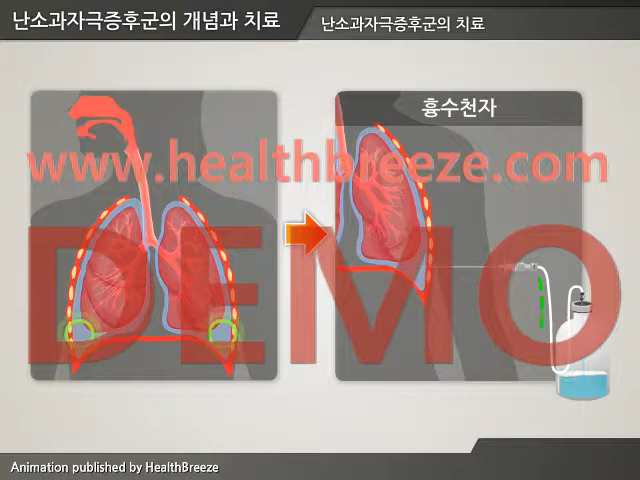 난소과자극증후군의 개념과 치료
난소과자극증후군의 치료
흉수천자
www.healthbreeze.com
DEMO
Animation published by HealthBreeze